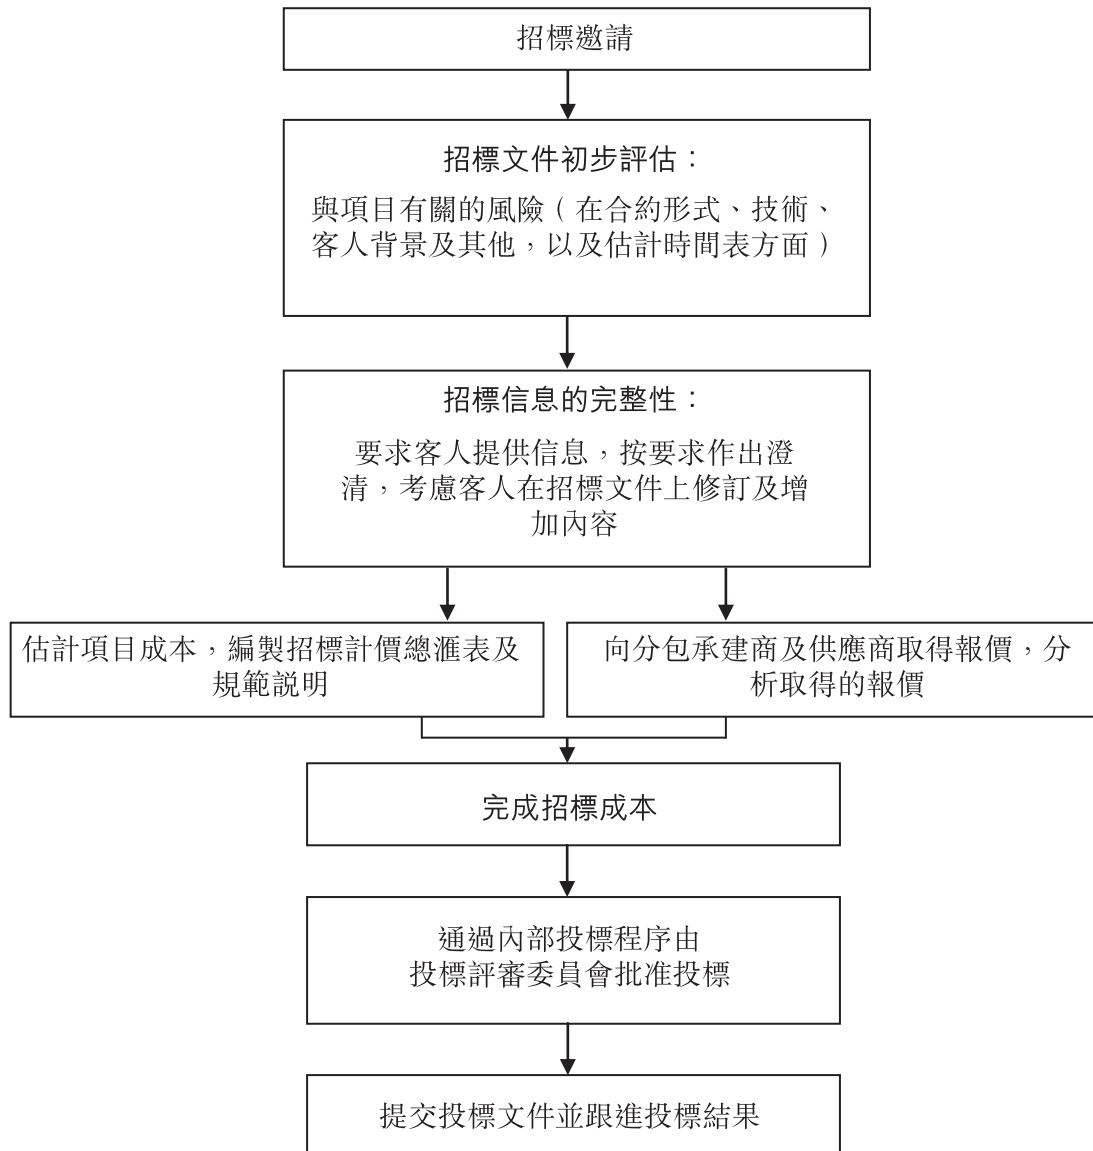 招標邀請
招標文件初步評估：
與項目有關的風險（在合約形式、技術、
客人背景及其他，以及估計時間表方面）
招標信息的完整性：
要求客人提供信息，按要求作出澄
清，考慮客人在招標文件上修訂及增
加內容
估計項目成本，編製招標計價總滙表及
規範説明
向分包承建商及供應商取得報價，分
析取得的報價
完成招標成本
通過內部投標程序由
投標評審委員會批准投標
提交投標文件並跟進投標結果